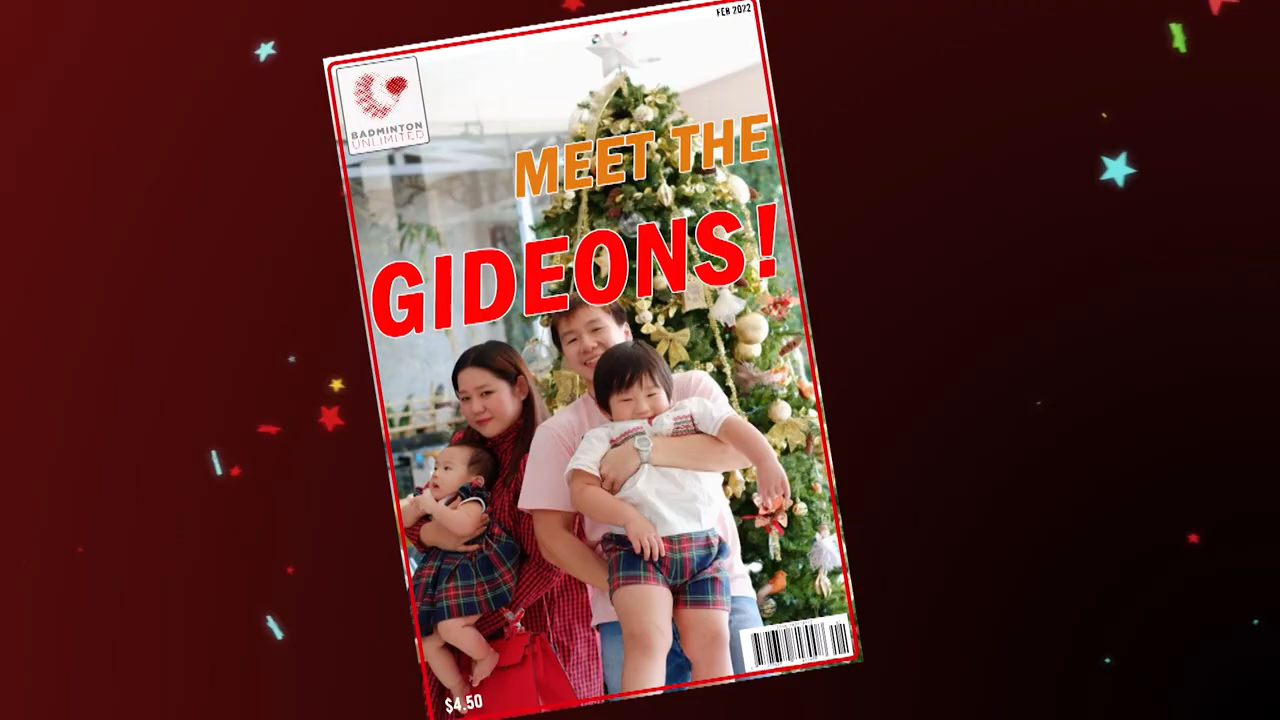 FEB 2022
BADMINTON
UNLIMITED
MEET THE
GIDEONS!
$4.50